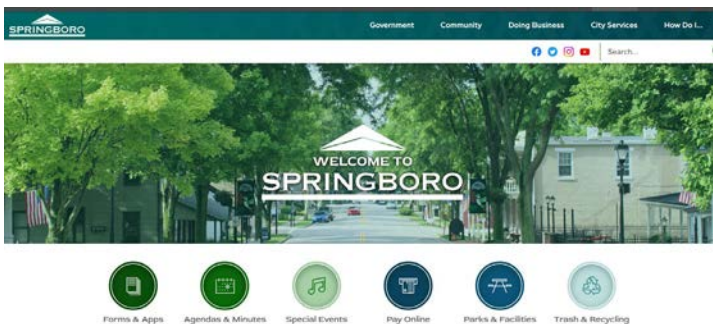 SPRINGBORO
Government Community Doing Business City Services How Do I...
Search...
WELCOME TO
SPRINGBORO
Forms & Apps Agendas & Minutes Special Events Pay Online Parks & Facilities Trash & Recycling